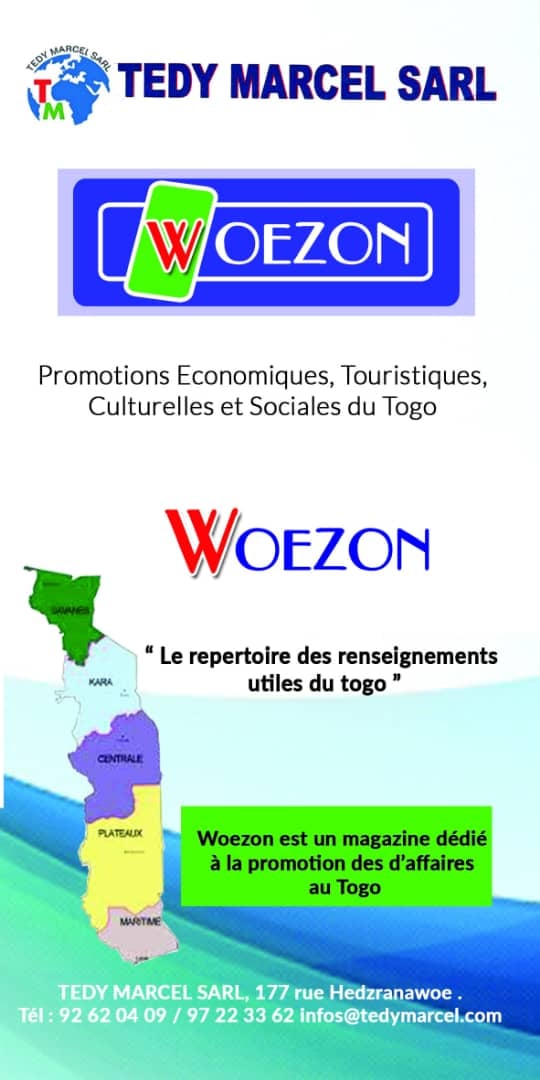 TEDY MARCEL SARL
TM
TEDY MARCEL SARL
WOEZON
Promotions Economiques, Touristiques,
Culturelles et Sociales du Togo
WOEZON
“ Le repertoire des renseignements
utiles du togo ”
SAVANES
KARA
CENTRALE
PLATEAUX
MARITIME
Woezon est un magazine dédié
à la promotion des d’affaires
au Togo
TEDY MARCEL SARL, 177 rue Hedzranawoe .
Tél : 92 62 04 09 / 97 22 33 62 infos@tedymarcel.com